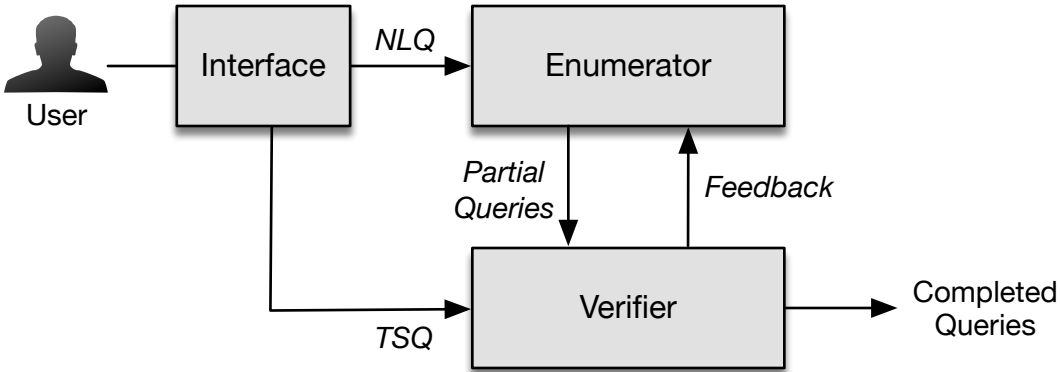 NLQ
Interface
Enumerator
User
Partial
Queries
Feedback
Completed
Queries
Verifier
TSQ